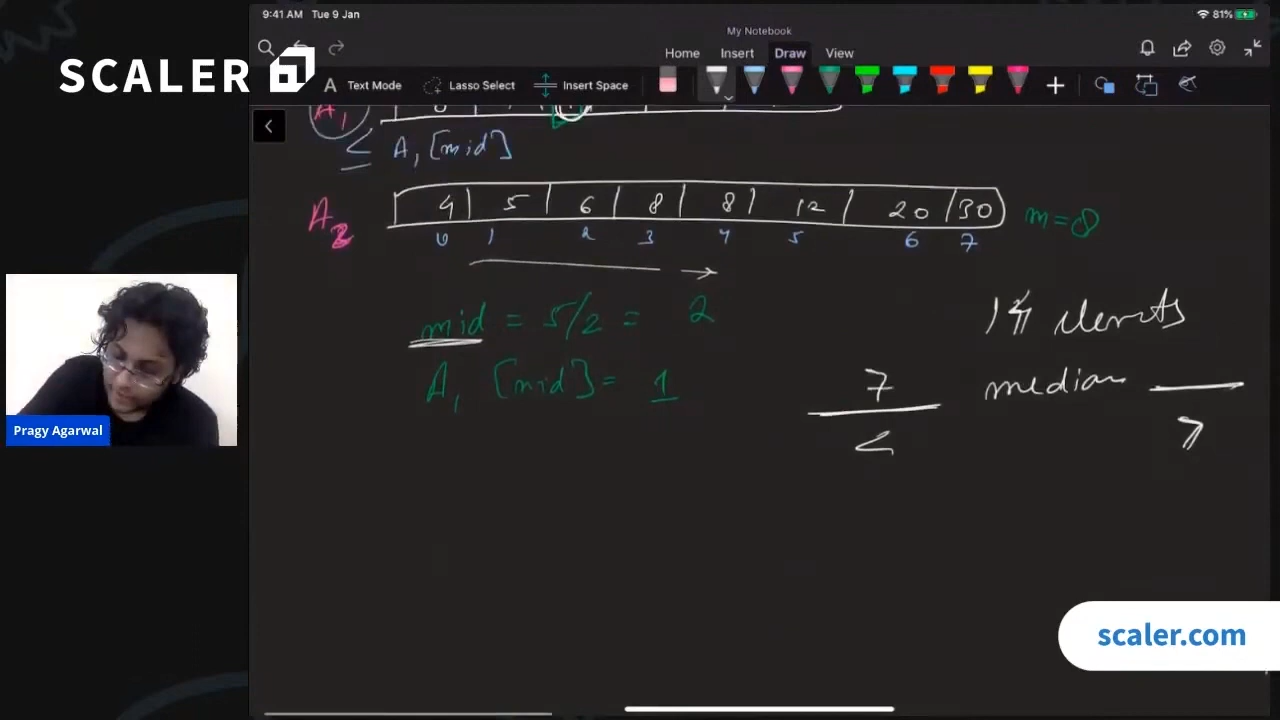 9:41 AM Tue 9 Jan
81%
SCALER
My Notebook
Home Insert Draw View
A Text Mode Lasso Select Insert Space
A1
≤ A1 [mid]
A2 4 5 6 8 8 12 20 30 m=8
0 1 2 3 4 5 6 7
mid = 5/2 = 2
elements
A1 [mid] = 1
7 median
< >
Pragy Agarwal
scaler.com